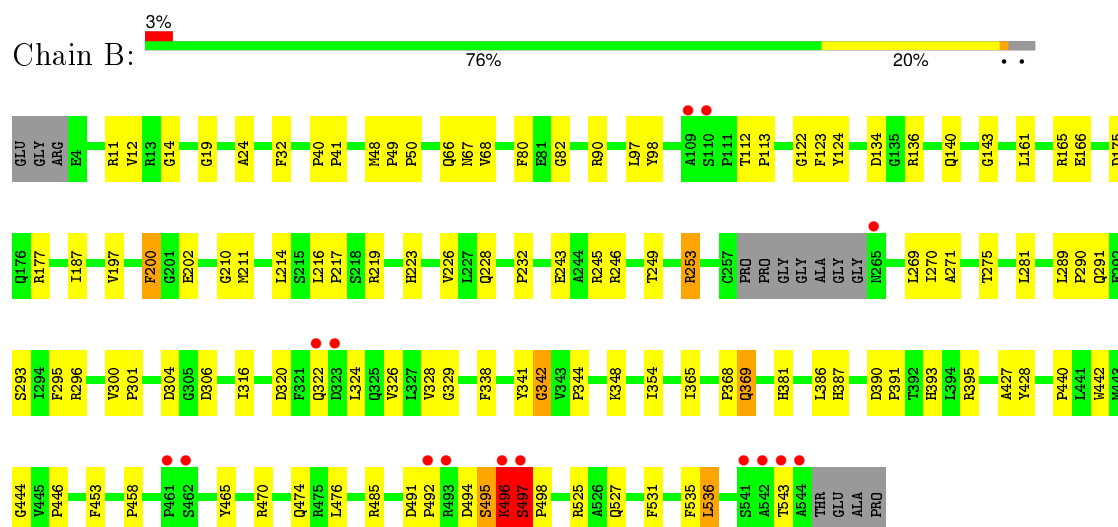 3%
Chain B:
76% 20% • •
GLU GLY ARG E4 R11 V12 R13 G14 G19 A24 F32 P40 P41 M48 P49 P50 Q66 N67 V68 F80 E81 G82 R90 L97 Y98 A109 S110 P111 T112 P113 G122 F123 Y124 D134 G135 R136 Q140 G143 L161 R165 E166
Q176 R177 I187 V197 F200 G201 E202 G210 M211 L214 S215 L216 P217 S218 R219 H223 V226 L227 Q228 P232 E243 A244 R245 R246 T249 R253 C257 PRO PRO GLY GLY ALA GLY GLY N265 L269 I270 A271 T275 L281 L289 P290 Q291
S293 I294 F295 R296 V300 P301 D304 G305 D306 I316 D320 F321 Q322 D323 L324 Q325 V326 L327 V328 G329 F338 Y341 G342 V343 P344 K348 I354 I365 P368 Q369 H381 L386 H387 D390 P391 T392 H393 L394 R395 A427 Y428 P440 L441 W442
G444 V445 P446 F453 P458 P461 S462 Y465 R470 Q474 R475 L476 R485 D491 P492 R493 D494 S495 K496 S497 P498 R525 A526 Q527 F531 F535 L536 S541 A542 T543 A544 THR GLU ALA PRO